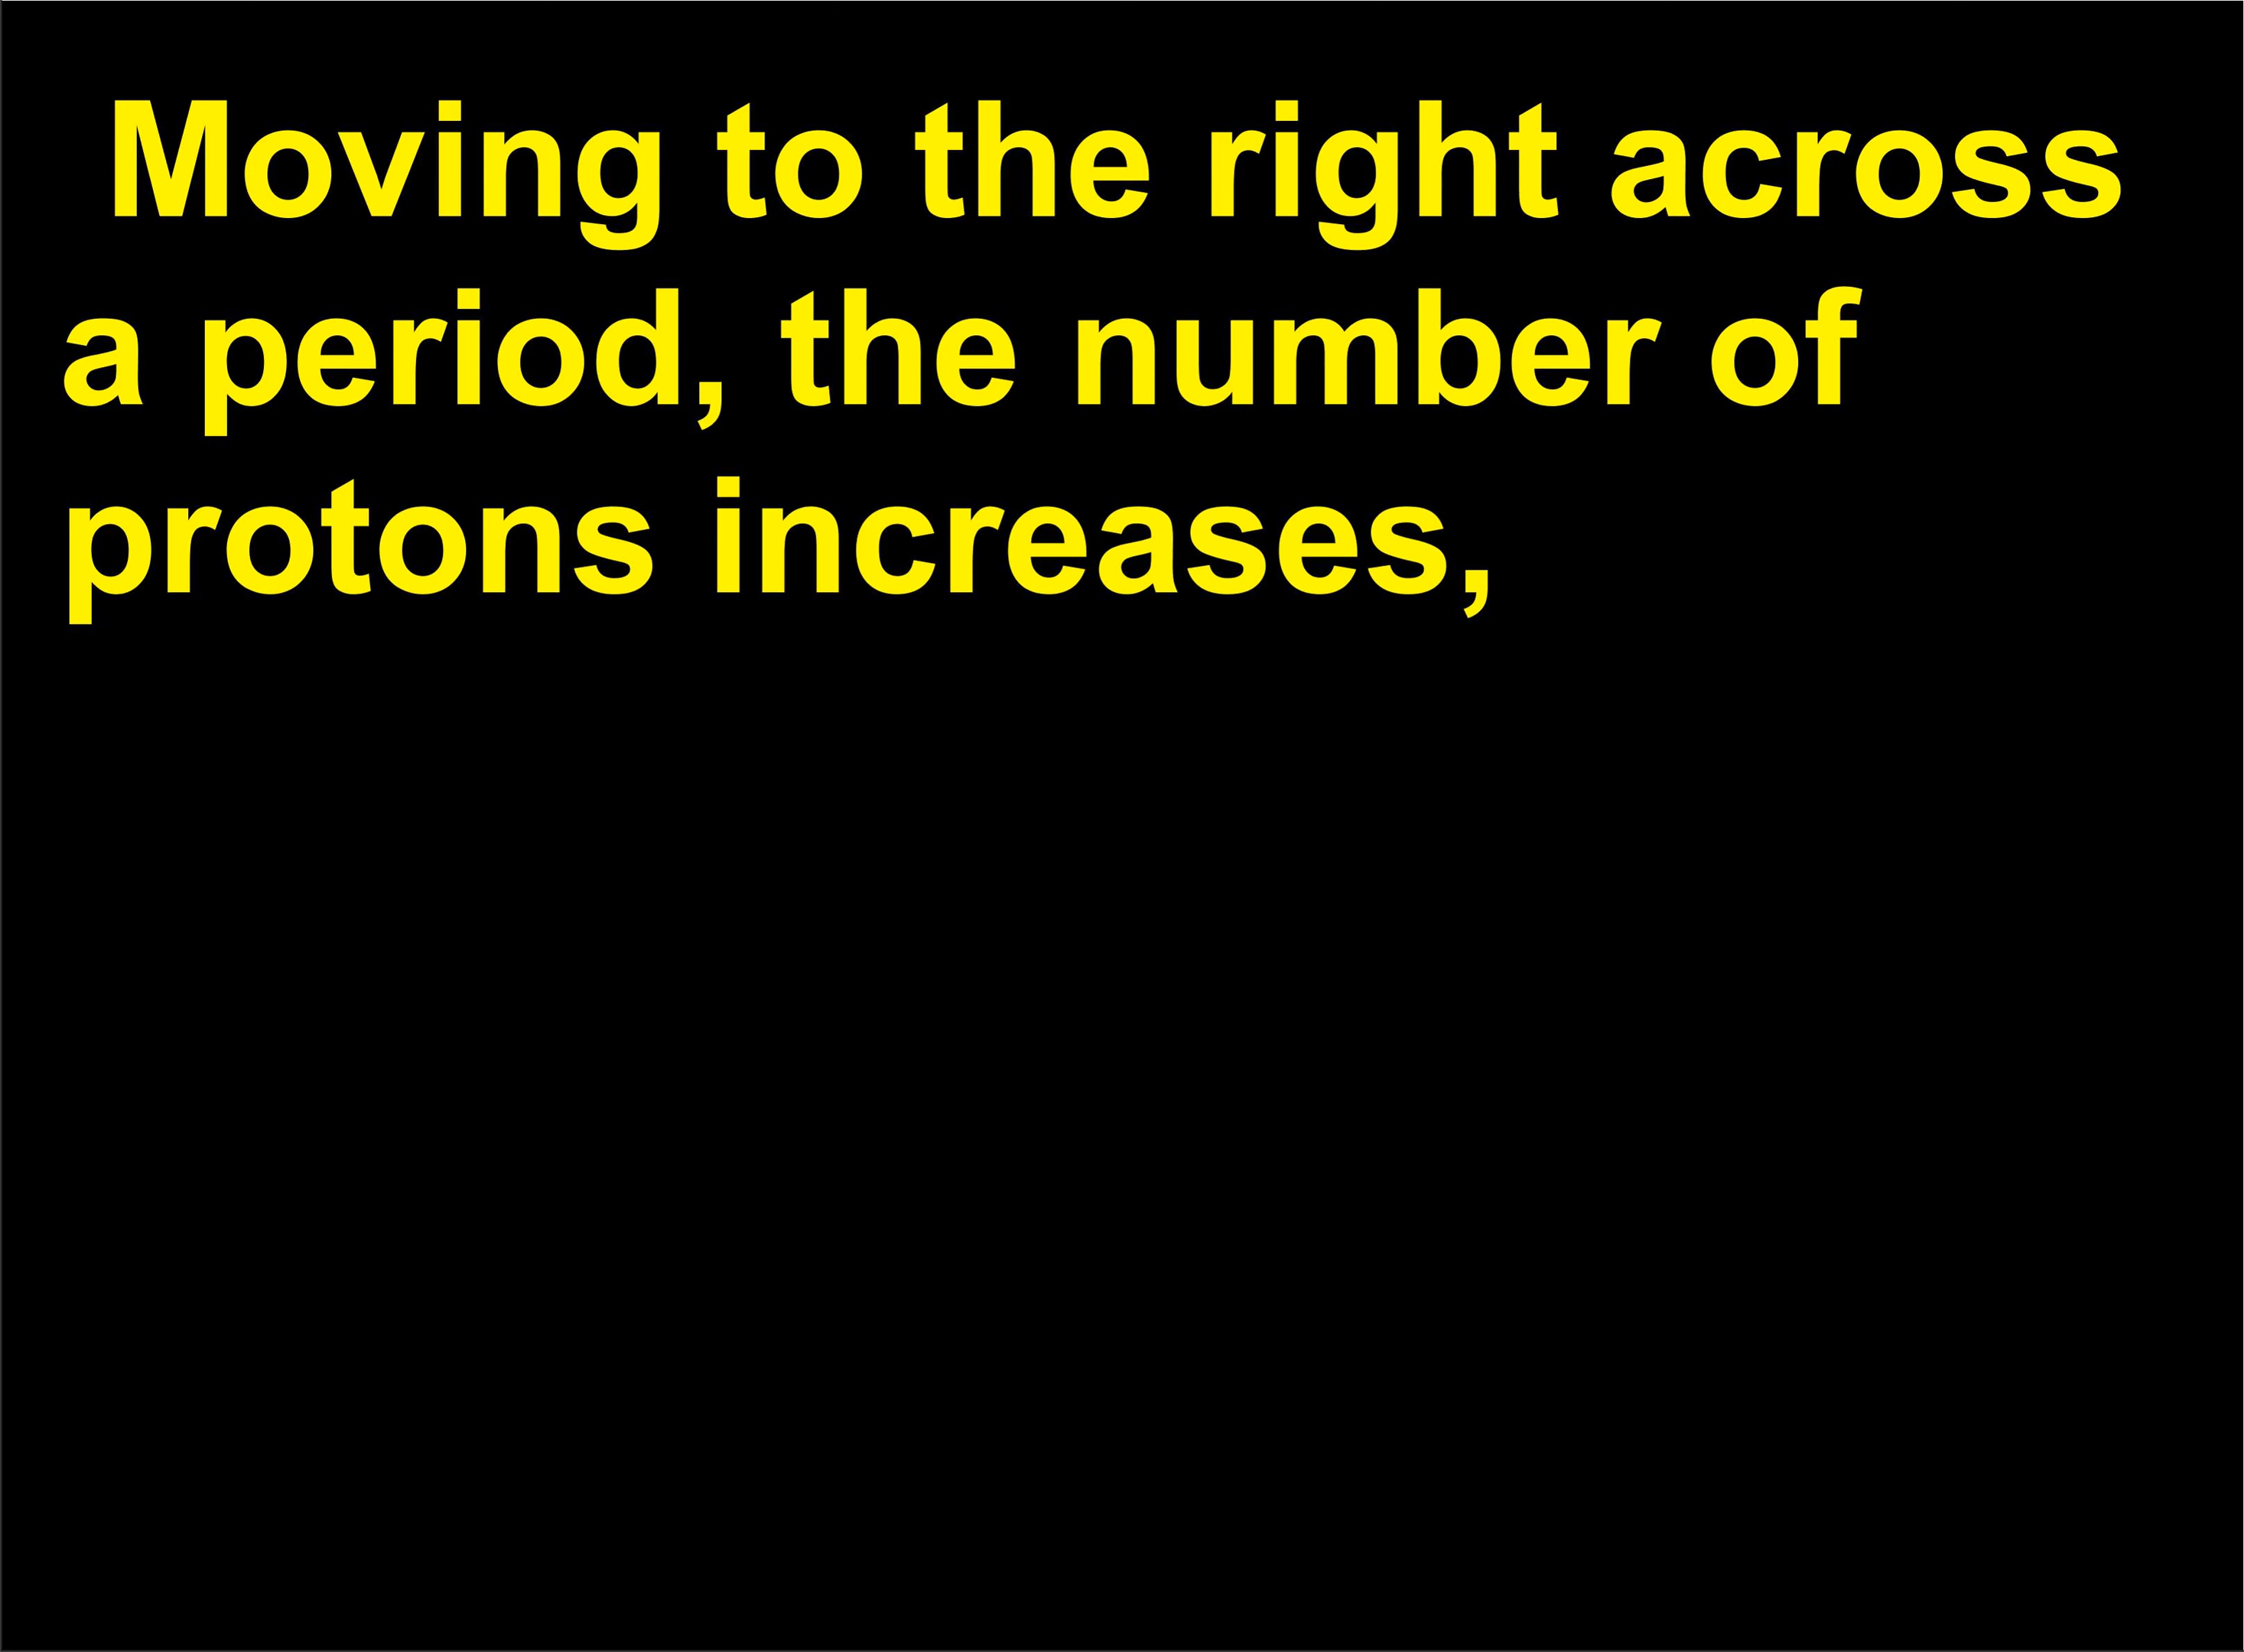 Moving to the right across
a period, the number of
protons increases,